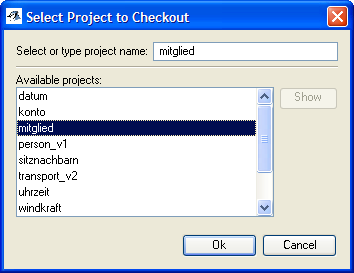 Select Project to Checkout
Select or type project name: mitglied
Available projects:
datum
Show
konto
mitglied
person_v1
sitznachbarn
transport_v2
uhrzeit
windkraft
Ok Cancel